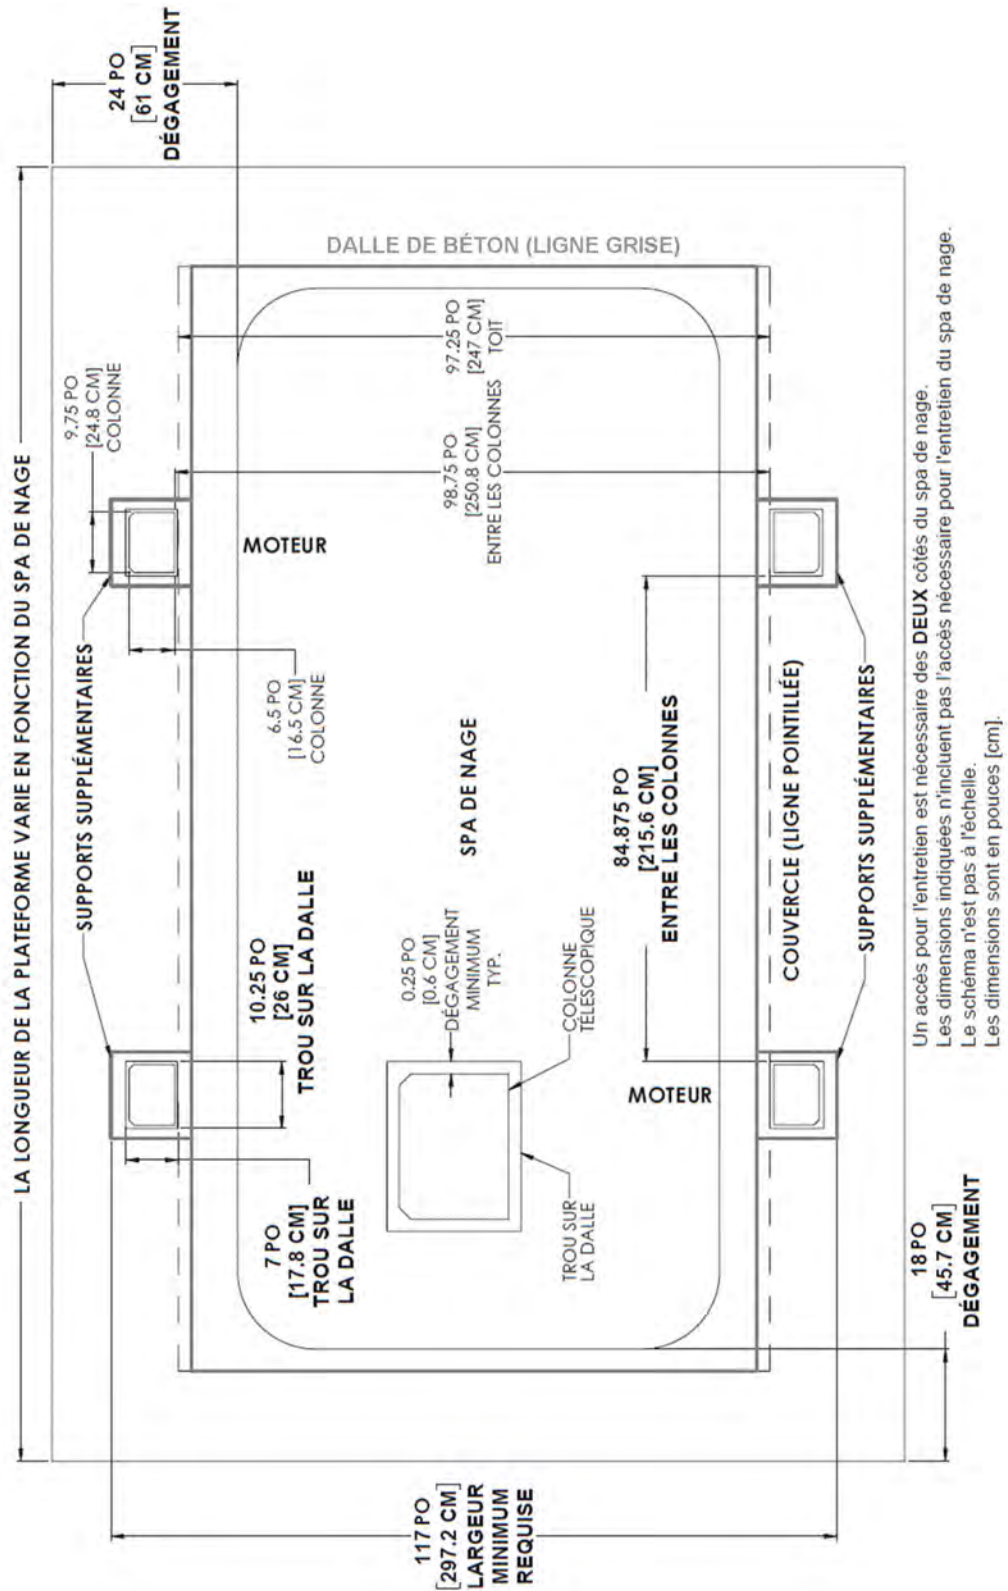 LA LONGUEUR DE LA PLATEFORME VARIE EN FONCTION DU SPA DE NAGE
24 PO
[61 CM]
DÉGAGEMENT
SUPPORTS SUPPLÉMENTAIRES
9.75 PO
[24.8 CM]
COLONNE
DALLE DE BÉTON (LIGNE GRISE)
MOTEUR
6.5 PO
[16.5 CM]
COLONNE
97.25 PO
[247 CM]
TOIT
98.75 PO
[250.8 CM]
ENTRE LES COLONNES
7 PO
[17.8 CM]
TROU SUR
LA DALLE
10.25 PO
[26 CM]
TROU SUR LA DALLE
SPA DE NAGE
0.25 PO
[0.6 CM]
DÉGAGEMENT
MINIMUM
TYP.
COLONNE
TÉLESCOPIQUE
TROU SUR
LA DALLE
84.875 PO
[215.6 CM]
ENTRE LES COLONNES
MOTEUR
COUVERCLE (LIGNE POINTILLÉE)
SUPPORTS SUPPLÉMENTAIRES
117 PO
[297.2 CM]
LARGEUR
MINIMUM
REQUISE
18 PO
[45.7 CM]
DÉGAGEMENT
Un accès pour l'entretien est nécessaire des DEUX côtés du spa de nage.
Les dimensions indiquées n'incluent pas l'accès nécessaire pour l'entretien du spa de nage.
Le schéma n'est pas à l'échelle.
Les dimensions sont en pouces [cm].